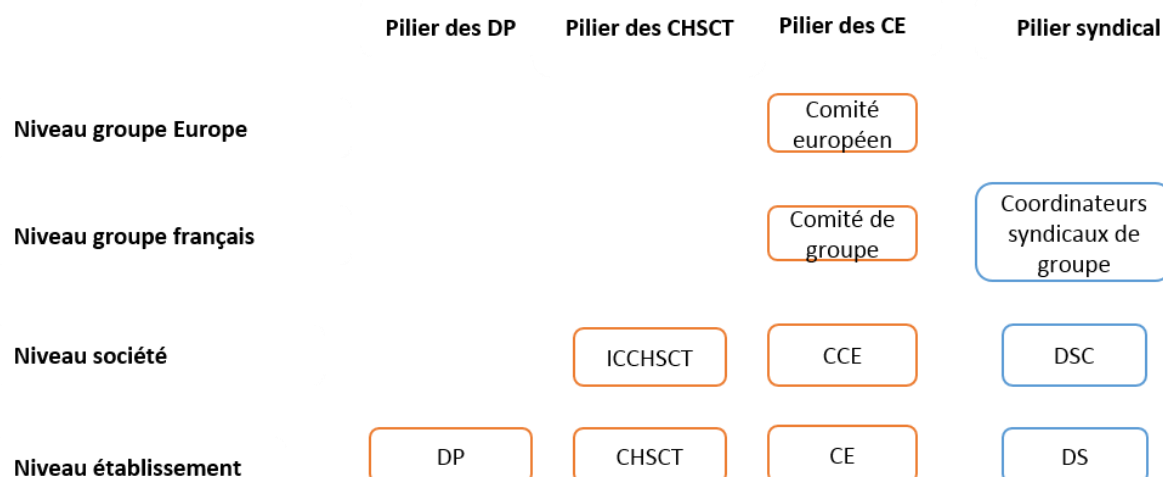 Pilier des DP Pilier des CHSCT Pilier des CE Pilier syndical
Niveau groupe Europe
Comité
européen
Niveau groupe français
Comité de
groupe
Coordinateurs
syndicaux de
groupe
Niveau société ICCHSCT CCE DSC
Niveau établissement DP CHSCT CE DS